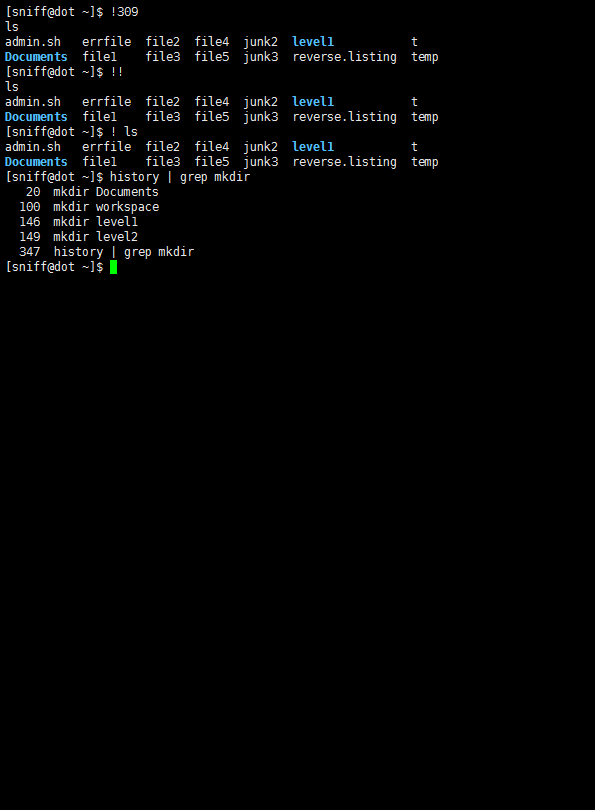 [sniff@dot ~]$ !309
ls
admin.sh   errfile  file2  file4  junk2  level1           t
Documents  file1    file3  file5  junk3  reverse.listing  temp
[sniff@dot ~]$ !!
ls
admin.sh   errfile  file2  file4  junk2  level1           t
Documents  file1    file3  file5  junk3  reverse.listing  temp
[sniff@dot ~]$ ! ls
admin.sh   errfile  file2  file4  junk2  level1           t
Documents  file1    file3  file5  junk3  reverse.listing  temp
[sniff@dot ~]$ history | grep mkdir
   20  mkdir Documents
  100  mkdir workspace
  146  mkdir level1
  149  mkdir level2
  347  history | grep mkdir
[sniff@dot ~]$